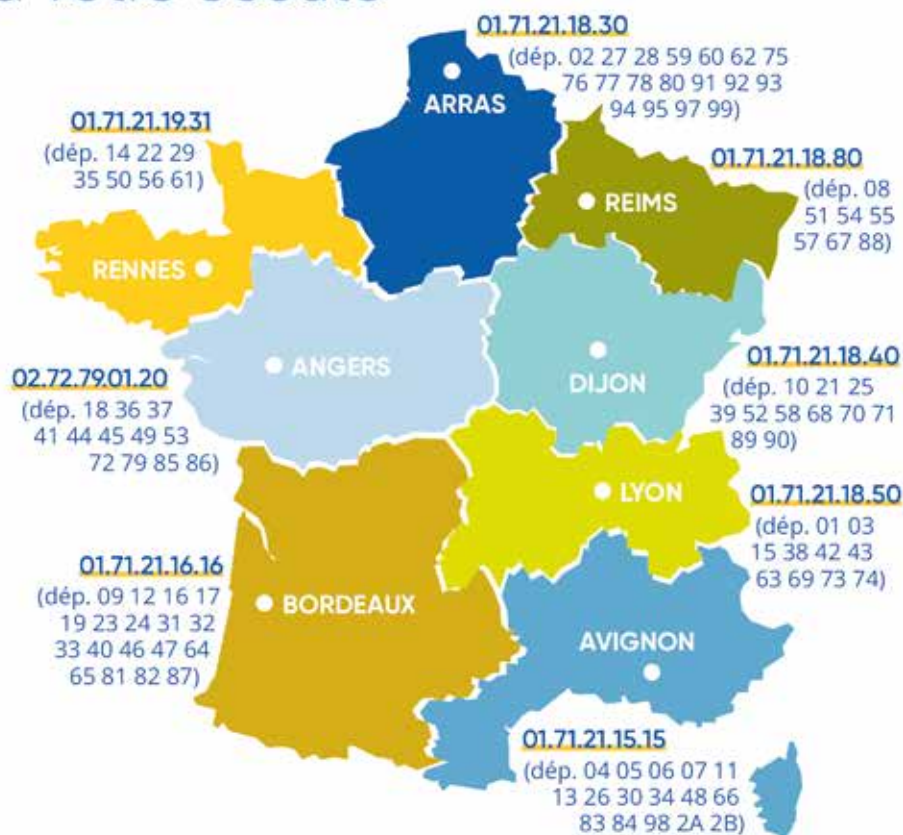 01.71.21.18.30
(dép. 02 27 28 59 60 62 75
76 77 78 80 91 92 93
94 95 97 99)
ARRAS
01.71.21.19.31
(dép. 14 22 29
35 50 56 61)
RENNES
01.71.21.18.80
(dép. 08
51 54 55
57 67 88)
REIMS
02.72.79.01.20
(dép. 18 36 37
41 44 45 49 53
72 79 85 86)
ANGERS
01.71.21.18.40
(dép. 10 21 25
39 52 58 68 70 71
89 90)
DIJON
01.71.21.18.50
(dép. 01 03
15 38 42 43
63 69 73 74)
LYON
01.71.21.16.16
(dép. 09 12 16 17
19 23 24 31 32
33 40 46 47 64
65 81 82 87)
BORDEAUX
AVIGNON
01.71.21.15.15
(dép. 04 05 06 07 11
13 26 30 34 48 66
83 84 98 2A 2B)